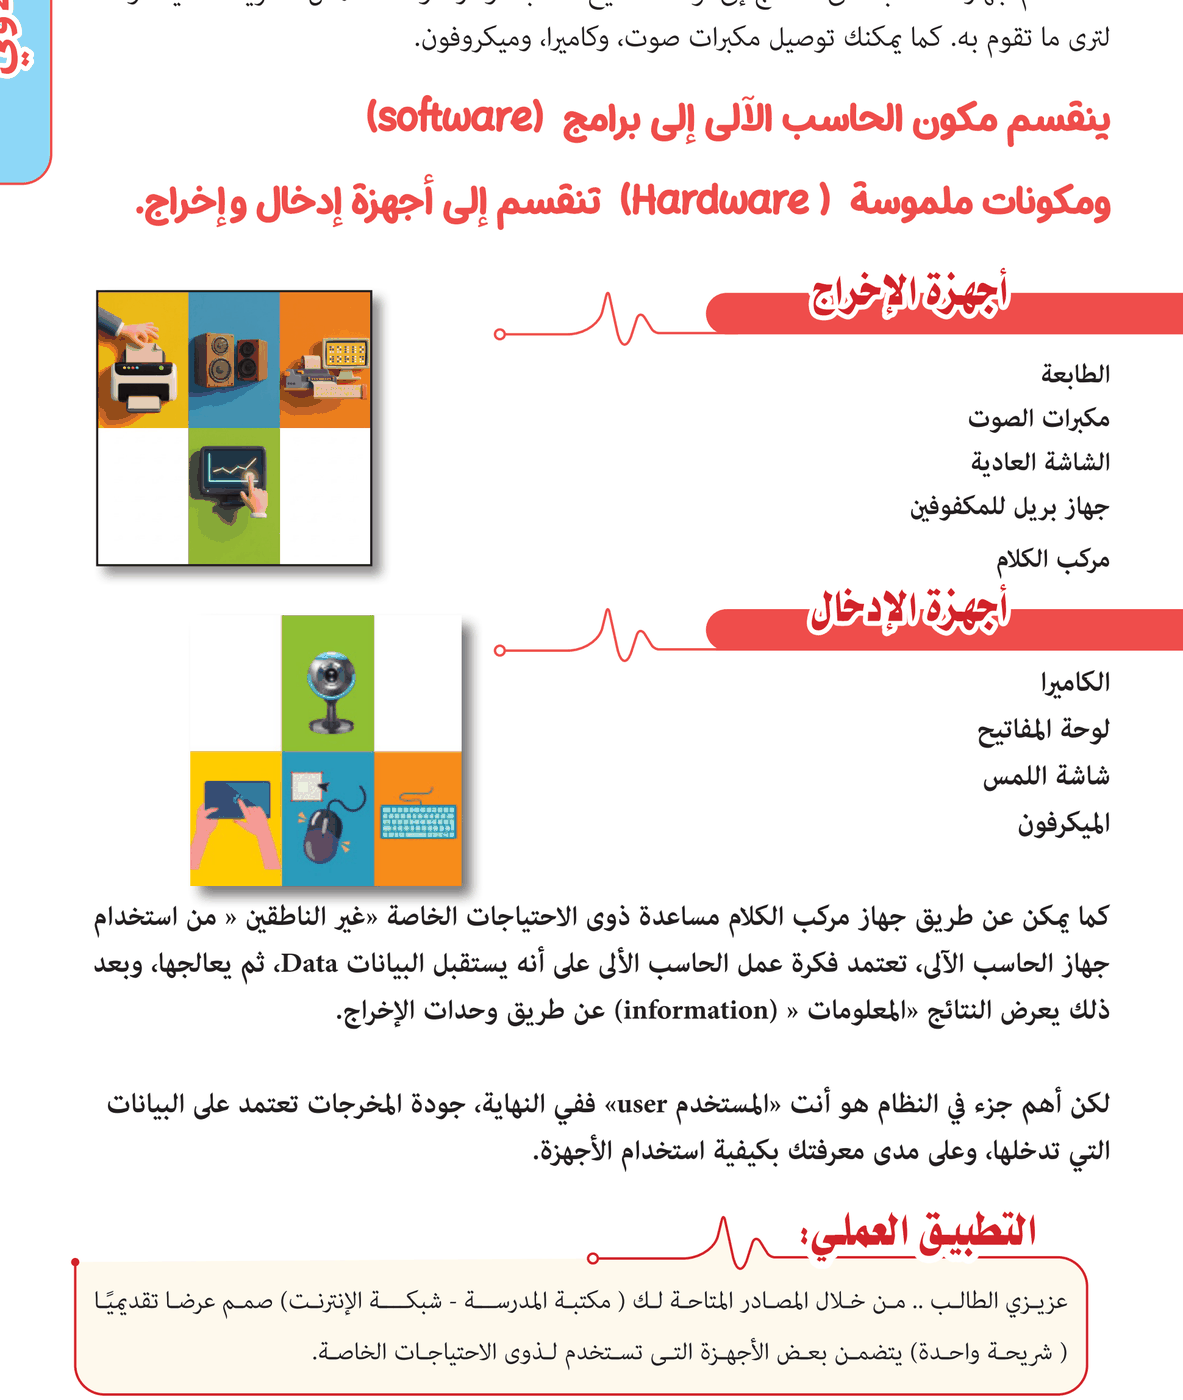 لترى ما تقوم به. كما يمكنك توصيل مكبرات صوت، وكاميرا، وميكروفون.
ينقسم مكون الحاسب الآلى إلى برامج (software)
ومكونات ملموسة ( Hardware) تنقسم إلى أجهزة إدخال وإخراج.
أجهزة الإخراج
الطابعة
مكبرات الصوت
الشاشة العادية
جهاز بريل للمكفوفين
مركب الكلام
أجهزة الإدخال
الكاميرا
لوحة المفاتيح
شاشة اللمس
الميكرفون
كما يمكن عن طريق جهاز مركب الكلام مساعدة ذوى الاحتياجات الخاصة «غير الناطقين » من استخدام
جهاز الحاسب الآلى، تعتمد فكرة عمل الحاسب الألى على أنه يستقبل البيانات Data، ثم يعالجها، وبعد
ذلك يعرض النتائج «المعلومات » (information) عن طريق وحدات الإخراج.
لكن أهم جزء في النظام هو أنت «المستخدم user» ففي النهاية، جودة المخرجات تعتمد على البيانات
التي تدخلها، وعلى مدى معرفتك بكيفية استخدام الأجهزة.
التطبيق العملي:
عزيزي الطالب .. من خلال المصادر المتاحة لك ( مكتبة المدرسة - شبكة الإنترنت) صمم عرضا تقديميًا
( شريحة واحدة) يتضمن بعض الأجهزة التى تستخدم لذوى الاحتياجات الخاصة.